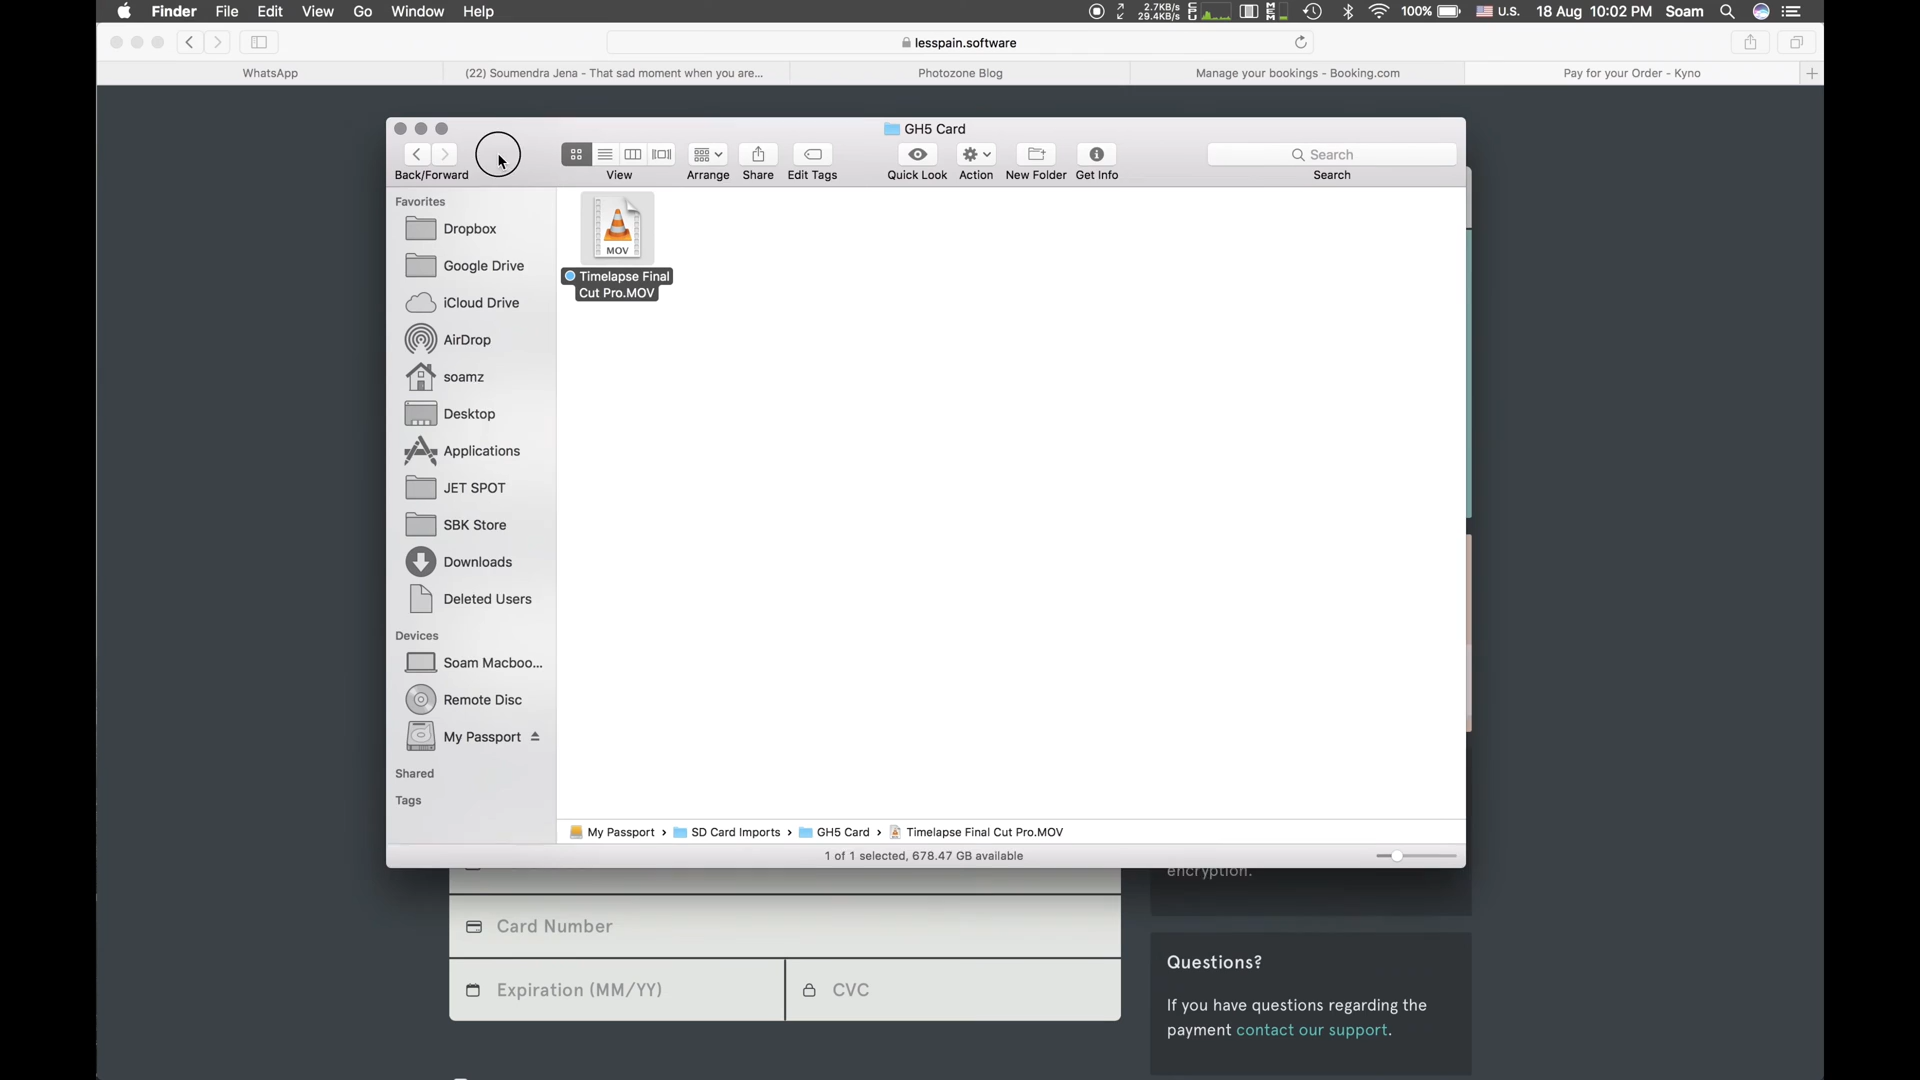 Finder File Edit View Go Window Help 2.7KB/s 29.4KB/s CPU MEM 100% U.S. 18 Aug 10:02 PM Soam
lesspain.software
WhatsApp (22) Soumendra Jena - That sad moment when you are... Photozone Blog Manage your bookings - Booking.com Pay for your Order - Kyno
GH5 Card
Search
Back/Forward View Arrange Share Edit Tags Quick Look Action New Folder Get Info Search
Favorites
Dropbox
Google Drive
iCloud Drive
AirDrop
soamz
Desktop
Applications
JET SPOT
SBK Store
Downloads
Deleted Users
Devices
Soam Macboo...
Remote Disc
My Passport
Shared
Tags
MOV
Timelapse Final
Cut Pro.MOV
My Passport › SD Card Imports › GH5 Card › Timelapse Final Cut Pro.MOV
1 of 1 selected, 678.47 GB available
encryption.
Card Number
Expiration (MM/YY) CVC
Questions?
If you have questions regarding the
payment contact our support.